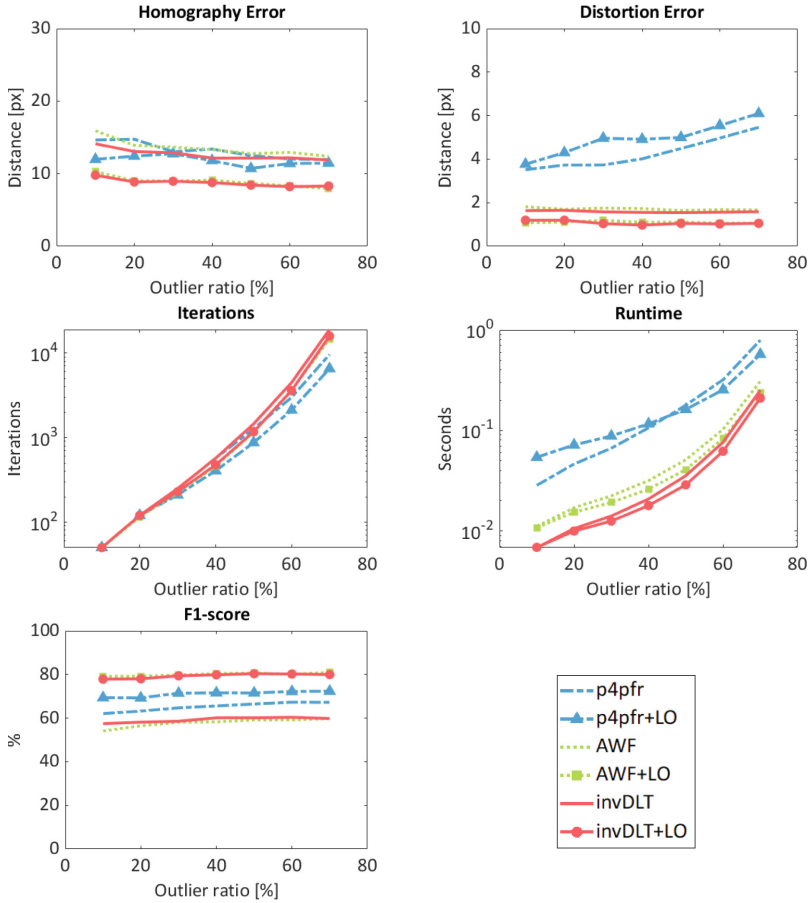 Homography Error
30
20
10
0
Distance [px]
0 20 40 60 80
Outlier ratio [%]
Distortion Error
10
8
6
4
2
0
Distance [px]
0 20 40 60 80
Outlier ratio [%]
Iterations
10^4
10^3
10^2
Iterations
0 20 40 60 80
Outlier ratio [%]
Runtime
10^0
10^-1
10^-2
Seconds
0 20 40 60 80
Outlier ratio [%]
F1-score
100
80
60
40
20
0
%
0 20 40 60 80
Outlier ratio [%]
p4pfr
p4pfr+LO
AWF
AWF+LO
invDLT
invDLT+LO